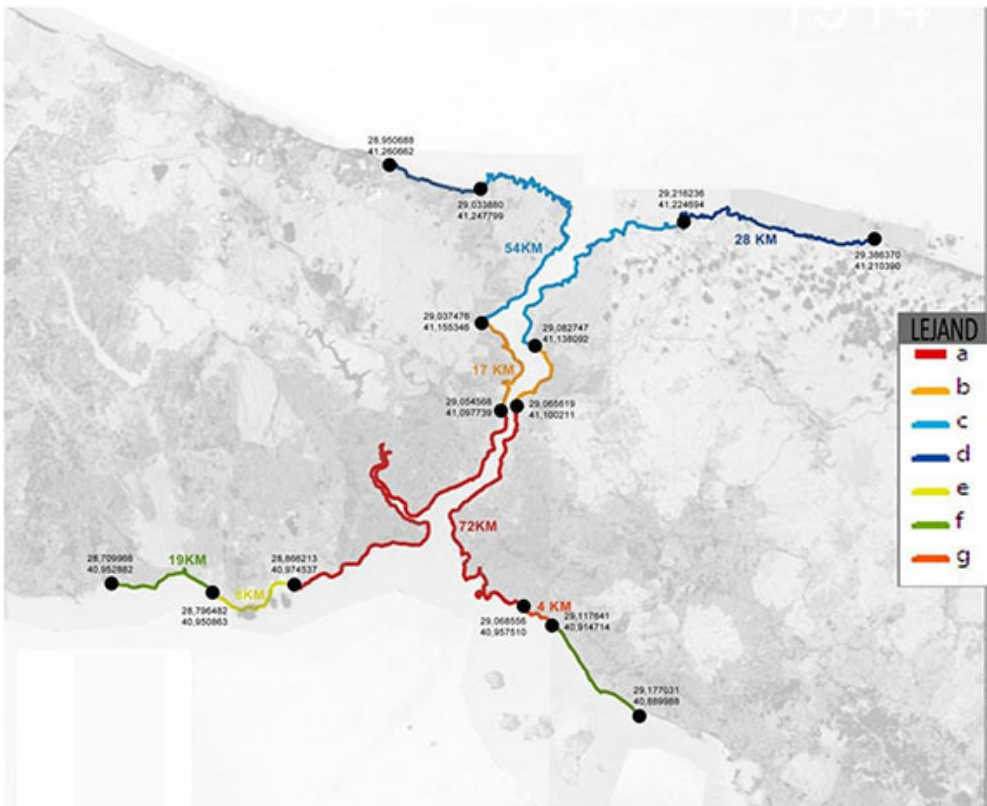 1914
28,950688
41,260662
29,033880
41,247799
29,216236
41,224694
28 KM
29,386370
41,210390
54KM
29,037476
41,155346
29,082747
41,138092
17 KM
29,054568
41,097739
29,065619
41,100211
LEJAND
a
b
c
d
e
f
g
72KM
28,709966
40,952882
19KM
28,866213
40,974537
8KM
28,796482
40,950863
4 KM
29,068556
40,957510
29,117641
40,914714
29,177031
40,889988